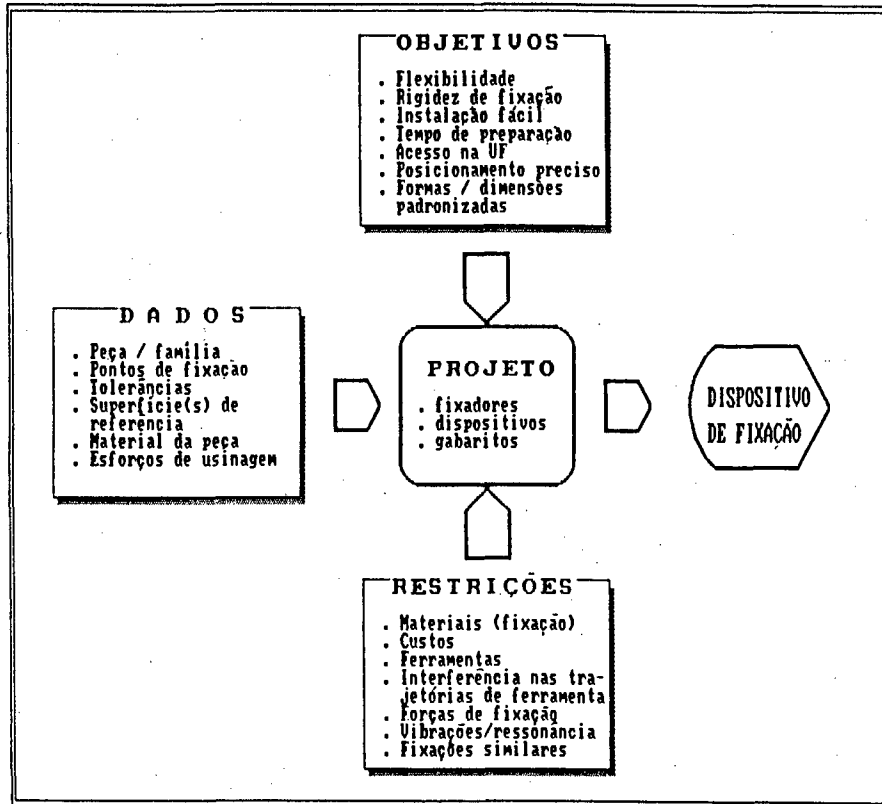 OBJETIVOS
. Flexibilidade
. Rigidez de fixação
. Instalação fácil
. Tempo de preparação
. Acesso na UF
. Posicionamento preciso
. Formas / dimensões
padronizadas
DADOS
. Peça / família
. Pontos de fixação
. Tolerâncias
. Superfície(s) de
referencia
. Material da peça
. Esforços de usinagem
PROJETO
. fixadores
. dispositivos
. gabaritos
DISPOSITIVO
DE FIXAÇÃO
RESTRIÇÕES
. Materiais (fixação)
. Custos
. Ferramentas
. Interferência nas tra-
jetórias de ferramenta
. Forças de fixação
. Vibrações/ressonância
. Fixações similares